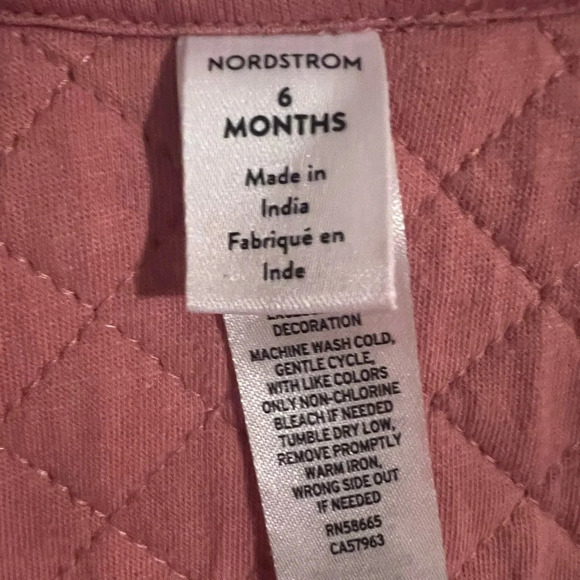 NORDSTROM
6
MONTHS
Made in
India
Fabriqué en
Inde
DECORATION
MACHINE WASH COLD,
GENTLE CYCLE,
WITH LIKE COLORS
ONLY NON-CHLORINE
BLEACH IF NEEDED
TUMBLE DRY LOW,
REMOVE PROMPTLY
WARM IRON,
WRONG SIDE OUT
IF NEEDED
RN58665
CA57963